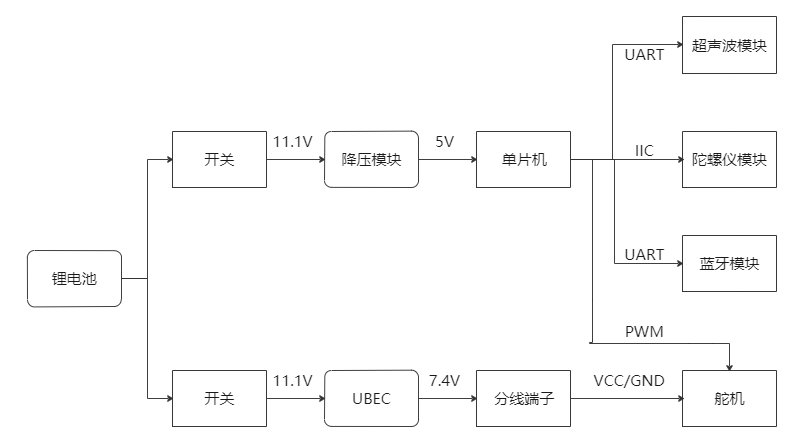 超声波模块
UART
开关
11.1V
降压模块
5V
单片机
IIC
陀螺仪模块
UART
蓝牙模块
锂电池
PWM
开关
11.1V
UBEC
7.4V
分线端子
VCC/GND
舵机